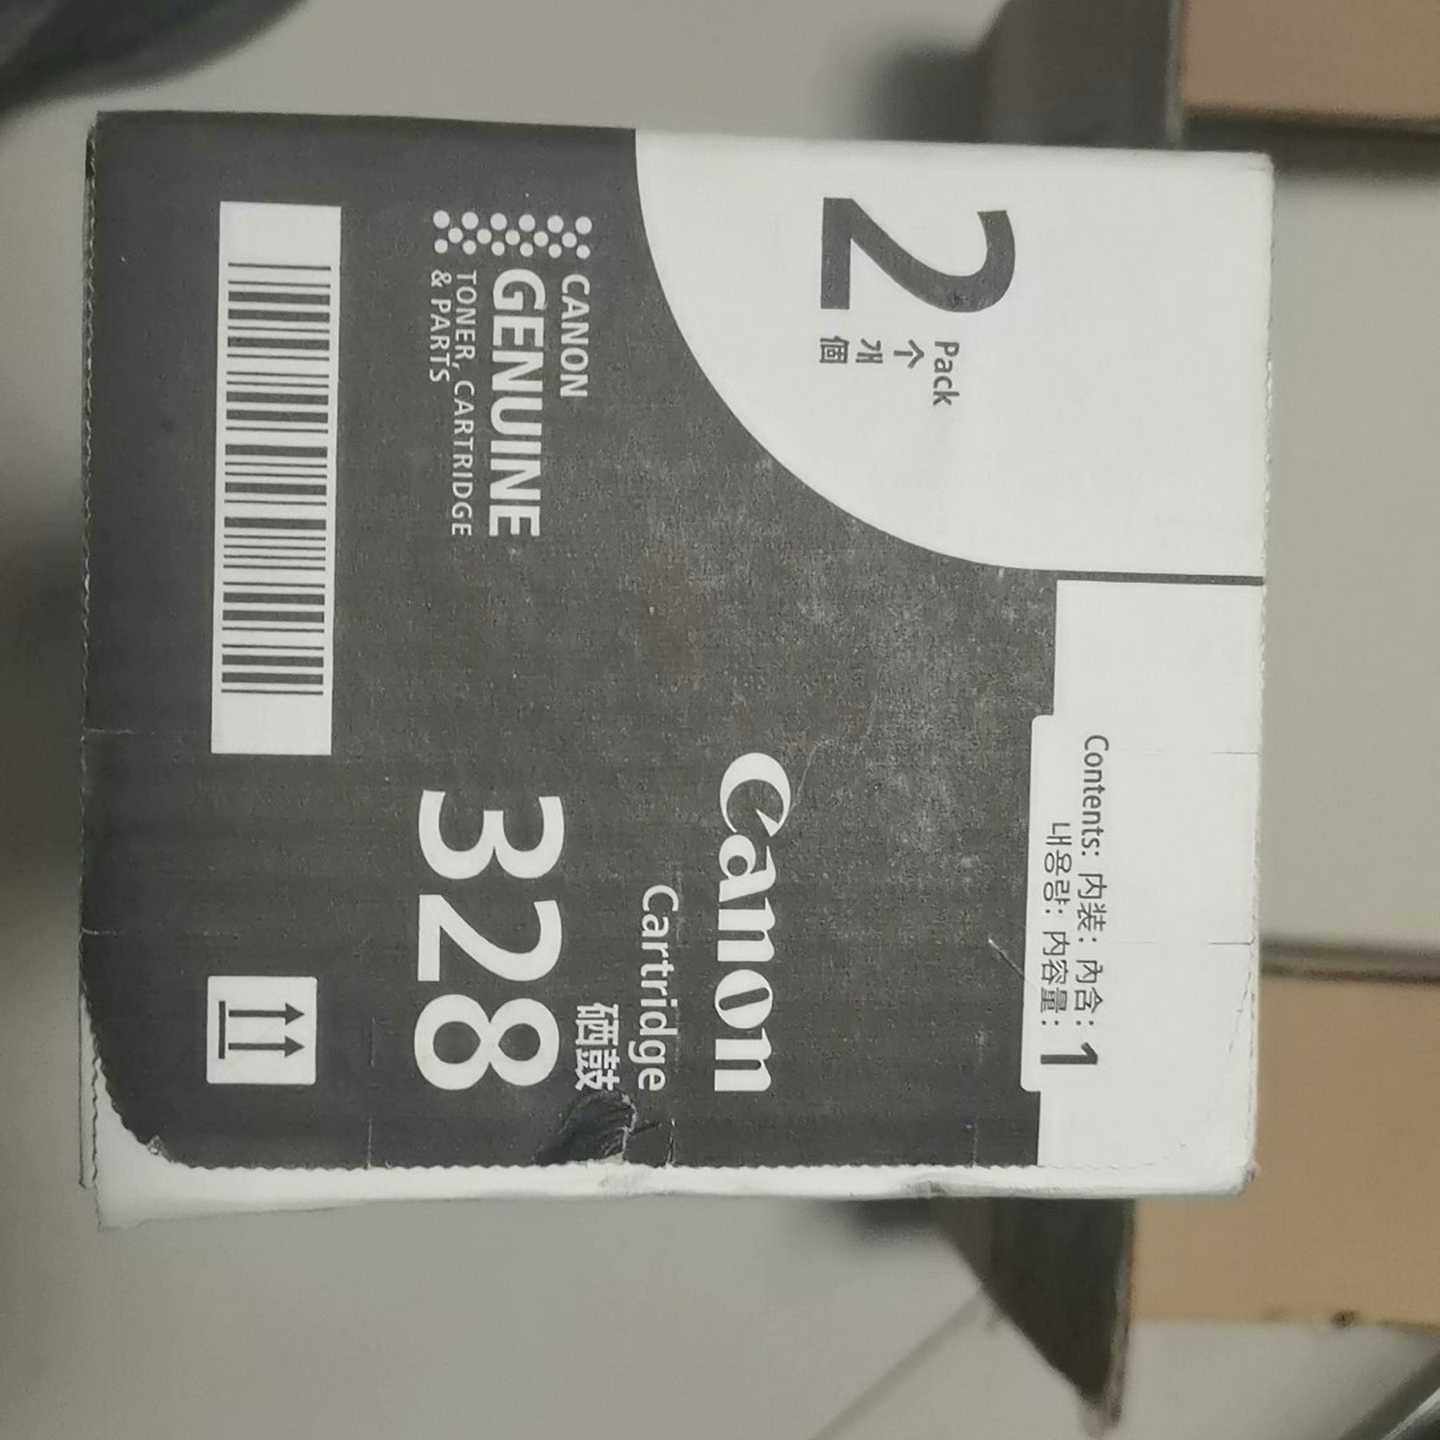 2
Pack
个
개
個
Contents: 内装: 內含:
내용량: 内容量: 1
CANON
GENUINE
TONER, CARTRIDGE
& PARTS
Canon
Cartridge
硒鼓
328